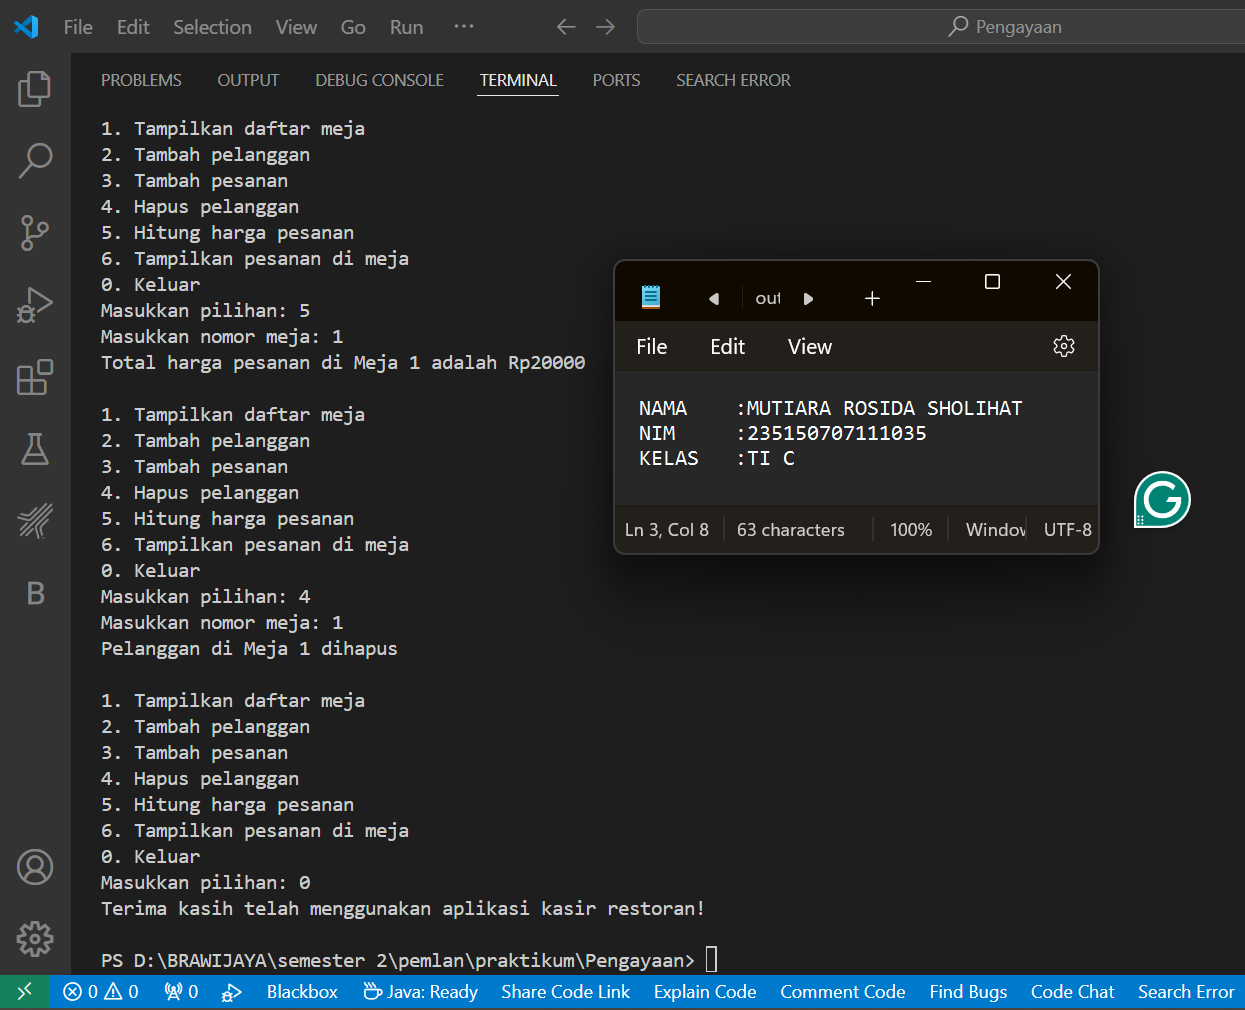 File Edit Selection View Go Run ··· Pengayaan
PROBLEMS OUTPUT DEBUG CONSOLE TERMINAL PORTS SEARCH ERROR
1. Tampilkan daftar meja
2. Tambah pelanggan
3. Tambah pesanan
4. Hapus pelanggan
5. Hitung harga pesanan
6. Tampilkan pesanan di meja
0. Keluar
Masukkan pilihan: 5
Masukkan nomor meja: 1
Total harga pesanan di Meja 1 adalah Rp20000
1. Tampilkan daftar meja
2. Tambah pelanggan
3. Tambah pesanan
4. Hapus pelanggan
5. Hitung harga pesanan
6. Tampilkan pesanan di meja
0. Keluar
Masukkan pilihan: 4
Masukkan nomor meja: 1
Pelanggan di Meja 1 dihapus
1. Tampilkan daftar meja
2. Tambah pelanggan
3. Tambah pesanan
4. Hapus pelanggan
5. Hitung harga pesanan
6. Tampilkan pesanan di meja
0. Keluar
Masukkan pilihan: 0
Terima kasih telah menggunakan aplikasi kasir restoran!
PS D:\BRAWIJAYA\semester 2\pemlan\praktikum\Pengayaan>
out
File Edit View
NAMA :MUTIARA ROSIDA SHOLIHAT
NIM :235150707111035
KELAS :TI C
Ln 3, Col 8 63 characters 100% Window UTF-8
G
B
0 0 0 Blackbox Java: Ready Share Code Link Explain Code Comment Code Find Bugs Code Chat Search Error